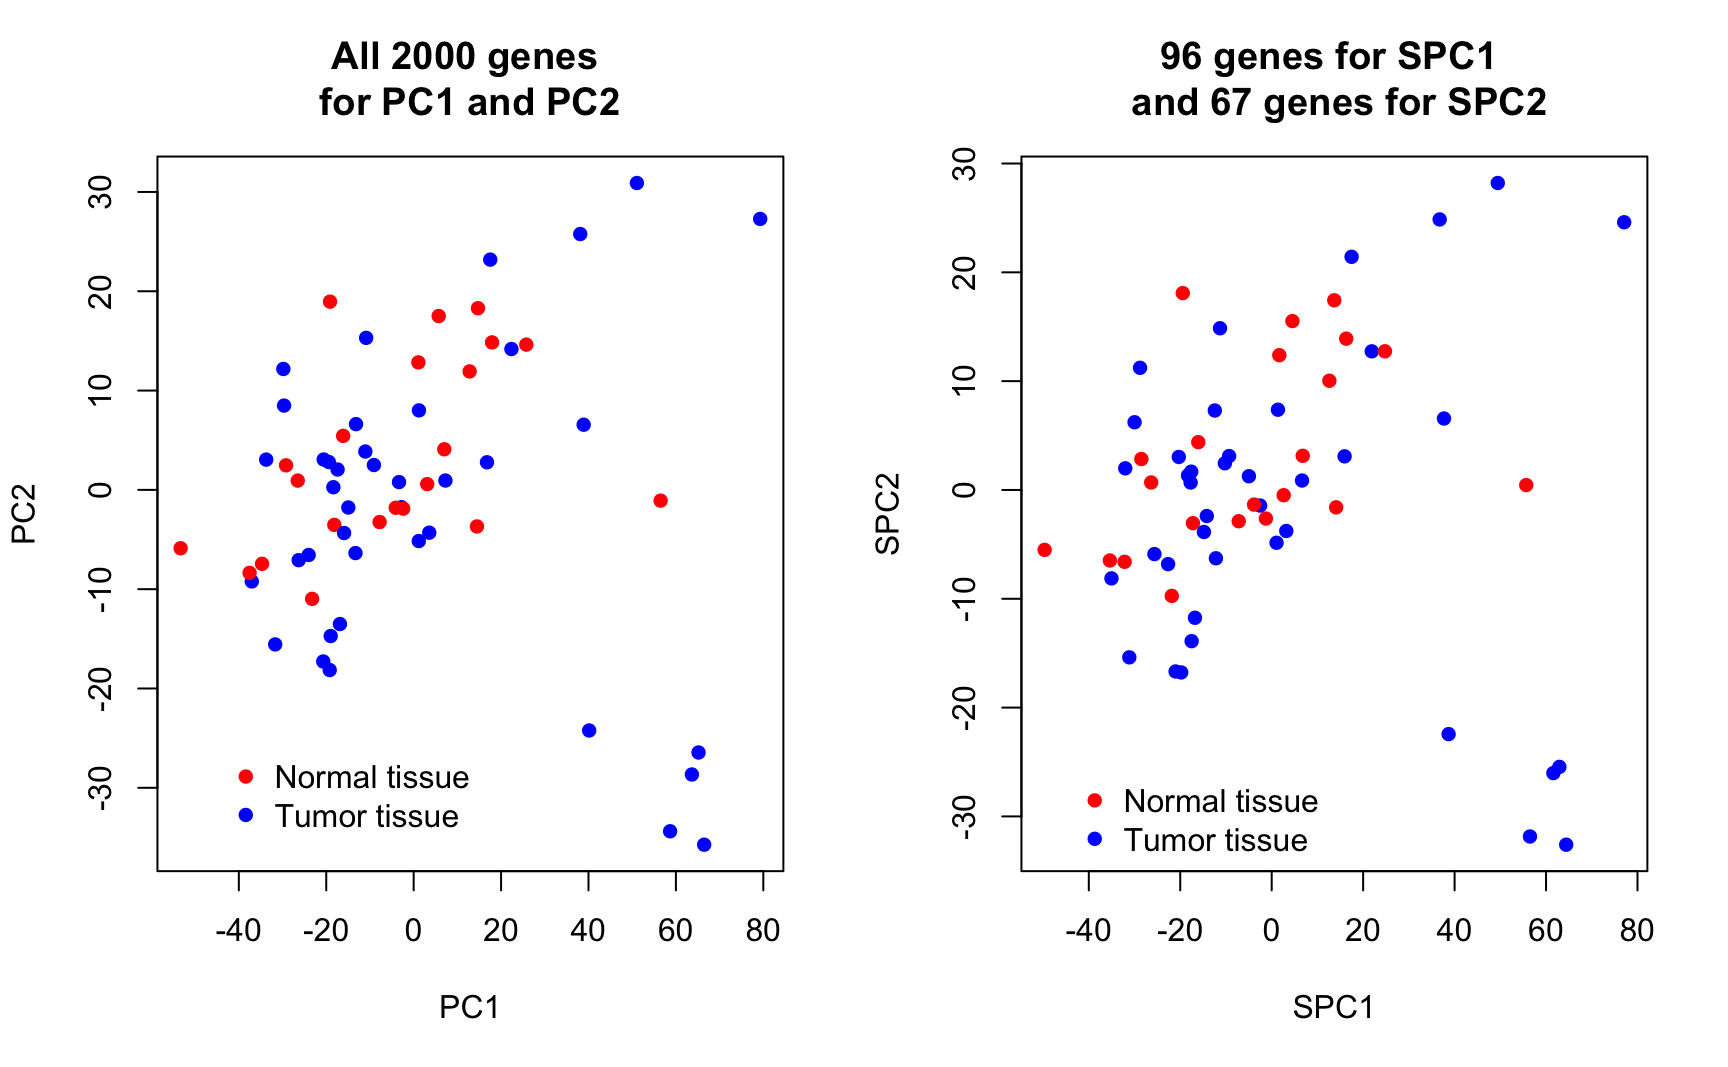 All 2000 genes
for PC1 and PC2
PC2
30
20
10
0
-10
-20
-30
Normal tissue
Tumor tissue
-40 -20 0 20 40 60 80
PC1
96 genes for SPC1
and 67 genes for SPC2
SPC2
30
20
10
0
-10
-20
-30
Normal tissue
Tumor tissue
-40 -20 0 20 40 60 80
SPC1